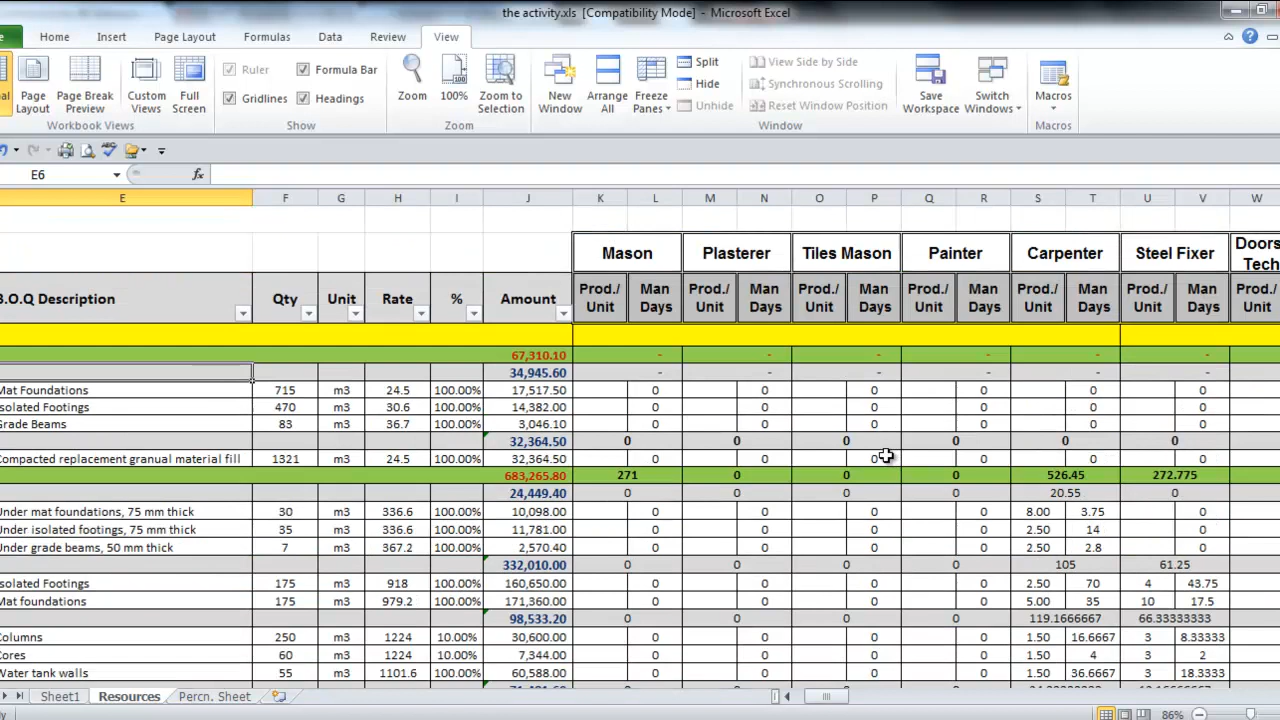 the activity.xls [Compatibility Mode] - Microsoft Excel
Home Insert Page Layout Formulas Data Review View
Ruler Formula Bar Split View Side by Side
Gridlines Headings Hide Synchronous Scrolling
Unhide Reset Window Position
Page Layout Page Break Preview Custom Views Full Screen Zoom 100% Zoom to Selection New Window Arrange All Freeze Panes Save Workspace Switch Windows Macros
Workbook Views Show Zoom Window Macros
E6 fx
E F G H I J K L M N O P Q R S T U V W
Mason Plasterer Tiles Mason Painter Carpenter Steel Fixer Doors Tech
B.O.Q Description Qty Unit Rate % Amount Prod./ Unit Man Days Prod./ Unit Man Days Prod./ Unit Man Days Prod./ Unit Man Days Prod./ Unit Man Days Prod./ Unit Man Days Prod./ Unit
67,310.10 - - - - - -
34,945.60 - - - - - -
Mat Foundations 715 m3 24.5 100.00% 17,517.50 0 0 0 0 0 0
Isolated Footings 470 m3 30.6 100.00% 14,382.00 0 0 0 0 0 0
Grade Beams 83 m3 36.7 100.00% 3,046.10 0 0 0 0 0 0
32,364.50 0 0 0 0 0 0
Compacted replacement granual material fill 1321 m3 24.5 100.00% 32,364.50 0 0 0 0 0 0
683,265.80 271 0 0 0 526.45 272.775
24,449.40 0 0 0 0 20.55 0
Under mat foundations, 75 mm thick 30 m3 336.6 100.00% 10,098.00 0 0 0 0 8.00 3.75 0
Under isolated footings, 75 mm thick 35 m3 336.6 100.00% 11,781.00 0 0 0 0 2.50 14 0
Under grade beams, 50 mm thick 7 m3 367.2 100.00% 2,570.40 0 0 0 0 2.50 2.8 0
332,010.00 0 0 0 0 105 61.25
Isolated Footings 175 m3 918 100.00% 160,650.00 0 0 0 0 2.50 70 4 43.75
Mat foundations 175 m3 979.2 100.00% 171,360.00 0 0 0 0 5.00 35 10 17.5
98,533.20 0 0 0 0 119.1666667 66.33333333
Columns 250 m3 1224 10.00% 30,600.00 0 0 0 0 1.50 16.6667 3 8.33333
Cores 60 m3 1224 10.00% 7,344.00 0 0 0 0 1.50 4 3 2
Water tank walls 55 m3 1101.6 100.00% 60,588.00 0 0 0 0 1.50 36.6667 3 18.3333
Sheet1 Resources Percn. Sheet
86%